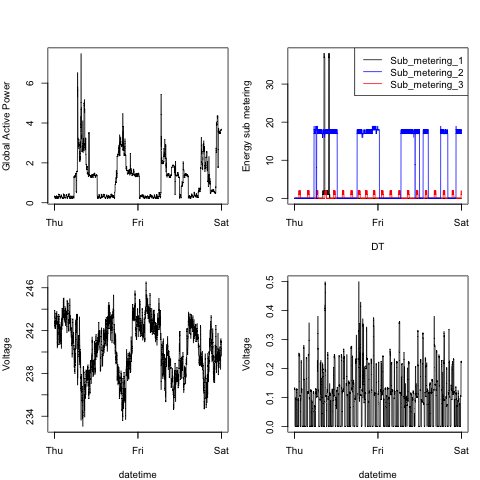 Global Active Power
0 2 4 6
Thu Fri Sat
Energy sub metering
0 10 20 30
Sub_metering_1
Sub_metering_2
Sub_metering_3
Thu Fri Sat
DT
Voltage
234 238 242 246
Thu Fri Sat
datetime
Voltage
0.0 0.1 0.2 0.3 0.4 0.5
Thu Fri Sat
datetime